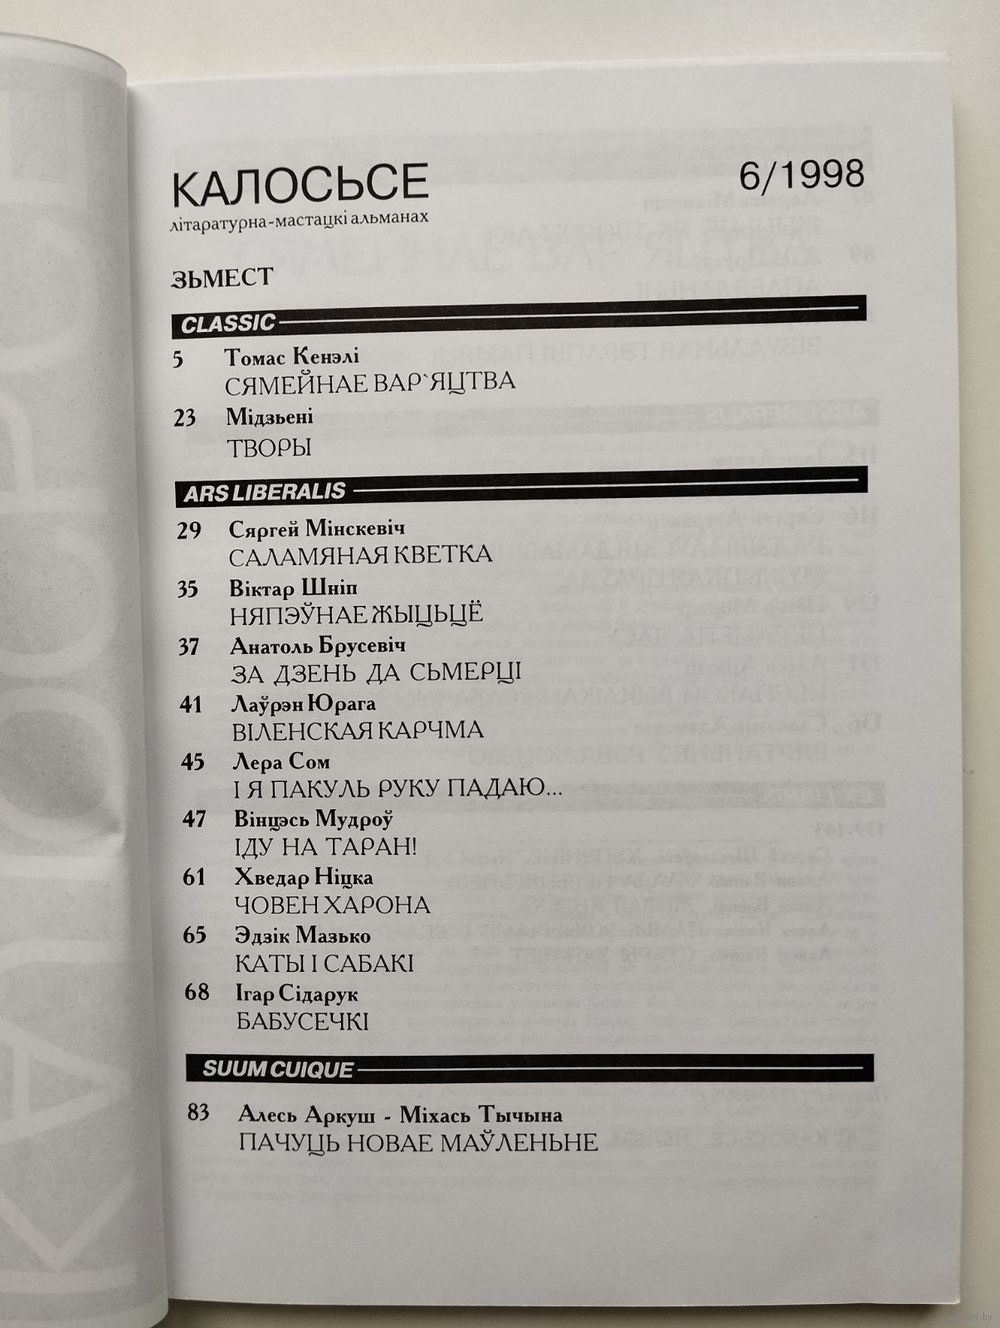 КАЛОСЬСЕ
6/1998
літаратурна-мастацкі альманах
ЗЬМЕСТ
CLASSIC
5 Томас Кенэлі
СЯМЕЙНАЕ ВАР`ЯЦТВА
23 Мідзьені
ТВОРЫ
ARS LIBERALIS
29 Сяргей Мінскевіч
САЛАМЯНАЯ КВЕТКА
35 Віктар Шніп
НЯПЭЎНАЕ ЖЫЦЬЦЁ
37 Анатоль Брусевіч
ЗА ДЗЕНЬ ДА СЬМЕРЦІ
41 Лаўрэн Юрага
ВІЛЕНСКАЯ КАРЧМА
45 Лера Сом
І Я ПАКУЛЬ РУКУ ПАДАЮ...
47 Вінцэсь Мудроў
ІДУ НА ТАРАН!
61 Хведар Ніцка
ЧОВЕН ХАРОНА
65 Эдзік Мазько
КАТЫ І САБАКІ
68 Ігар Сідарук
БАБУСЕЧКІ
SUUM CUIQUE
83 Алесь Аркуш - Міхась Тычына
ПАЧУЦЬ НОВАЕ МАЎЛЕНЬНЕ